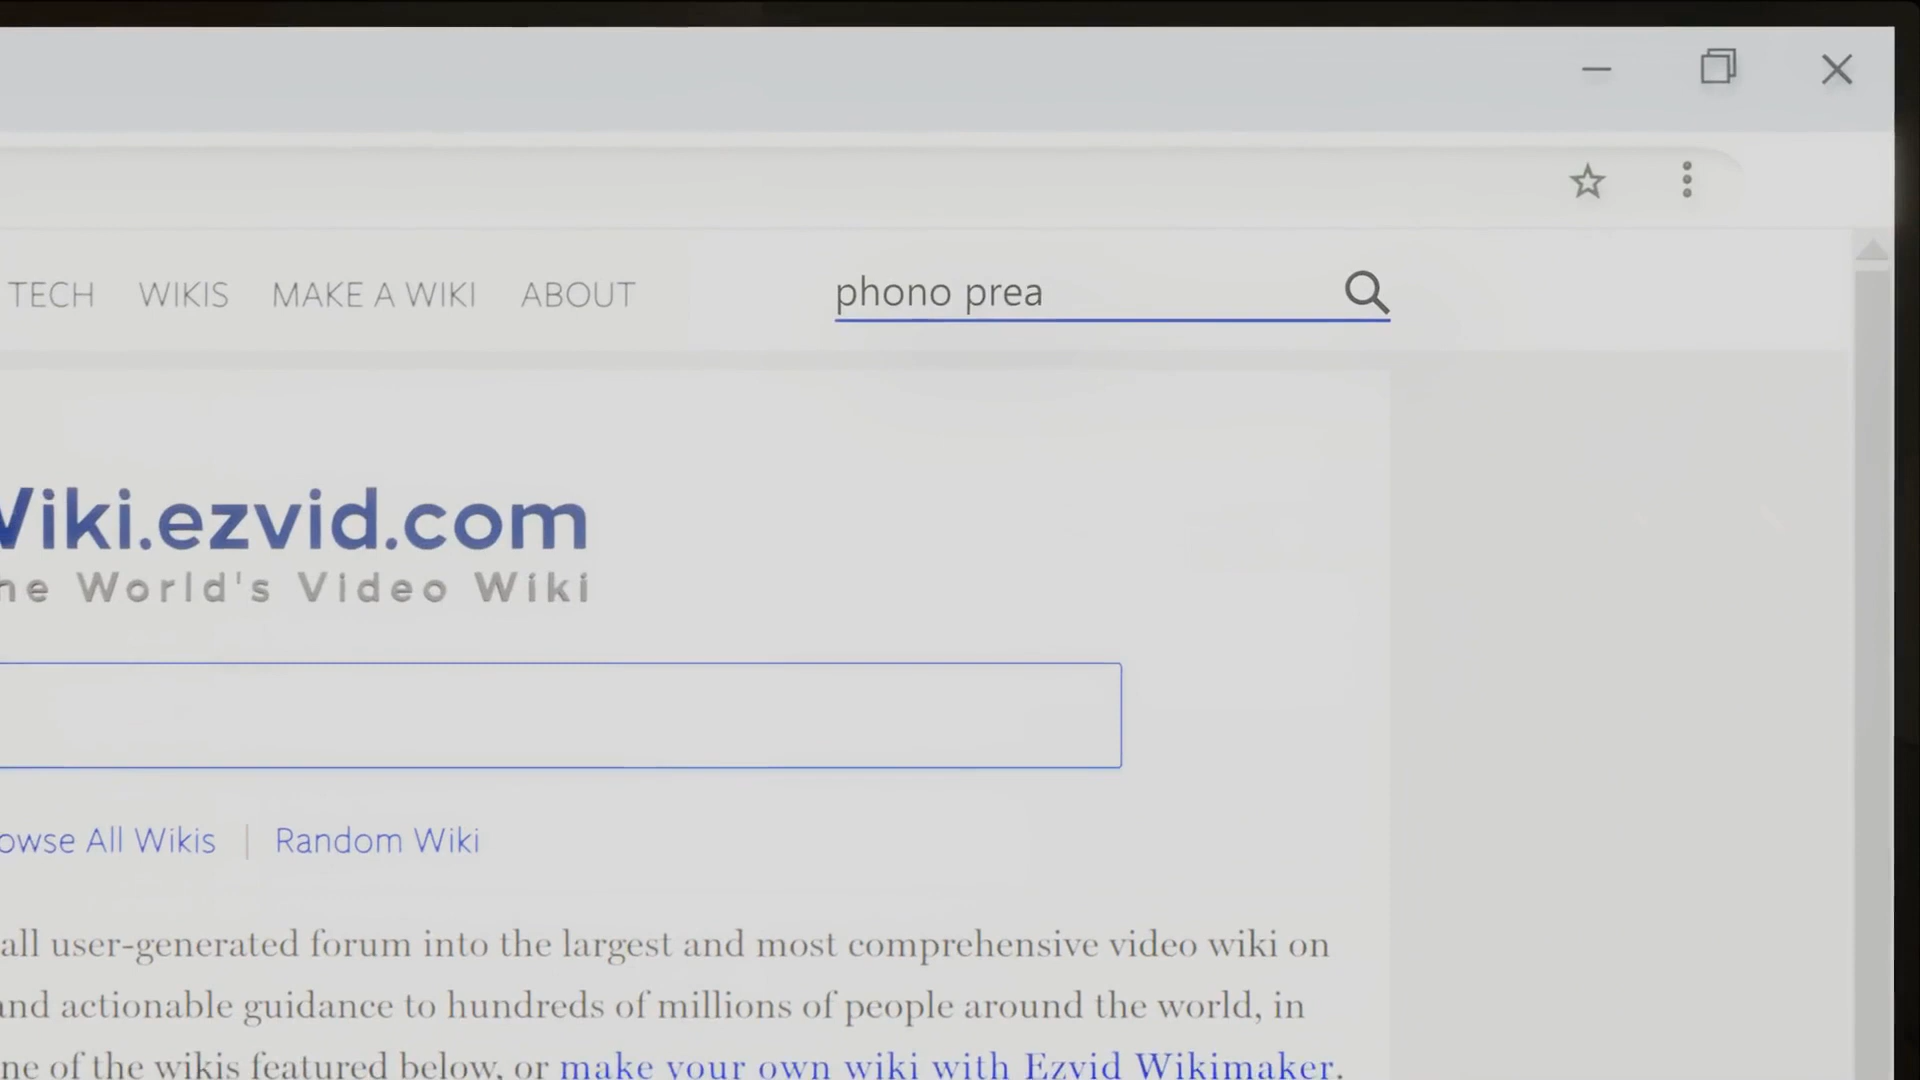 TECH WIKIS MAKE A WIKI ABOUT phono prea
Wiki.ezvid.com
he World's Video Wiki
owse All Wikis | Random Wiki
all user-generated forum into the largest and most comprehensive video wiki on
and actionable guidance to hundreds of millions of people around the world, in
ne of the wikis featured below, or make your own wiki with Ezvid Wikimaker.